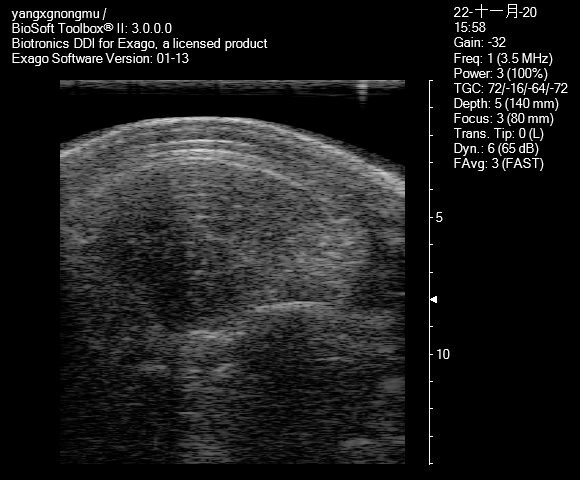 yangxgnongmu /
BioSoft Toolbox® II: 3.0.0.0
Biotronics DDI for Exago, a licensed product
Exago Software Version: 01-13
22-十一月-20
15:58
Gain: -32
Freq: 1 (3.5 MHz)
Power: 3 (100%)
TGC: 72/-16/-64/-72
Depth: 5 (140 mm)
Focus: 3 (80 mm)
Trans. Tip: 0 (L)
Dyn.: 6 (65 dB)
FAvg: 3 (FAST)
5
10